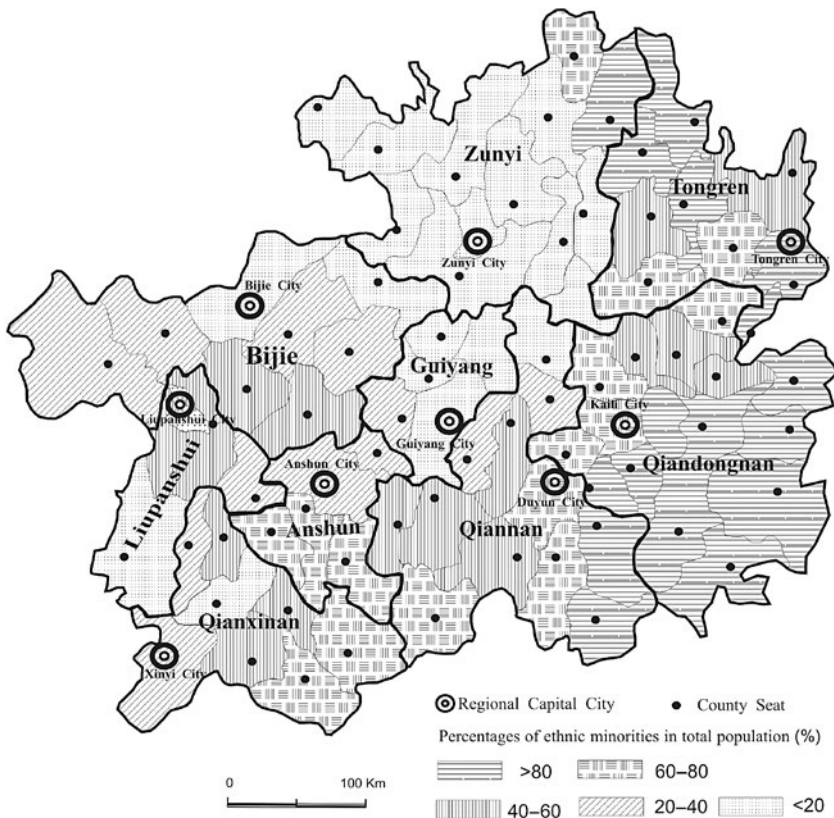 Zunyi
Tongren
Zunyi City
Tongren City
Bijie City
Bijie
Guiyang
Liupanshui City
Kaili City
Guiyang City
Anshun City
Qiandongnan
Liupanshui
Duyun City
Anshun
Qiannan
Qianxinan
Xinyi City
Regional Capital City
County Seat
Percentages of ethnic minorities in total population (%)
>80
60–80
0
100 Km
40–60
20–40
<20